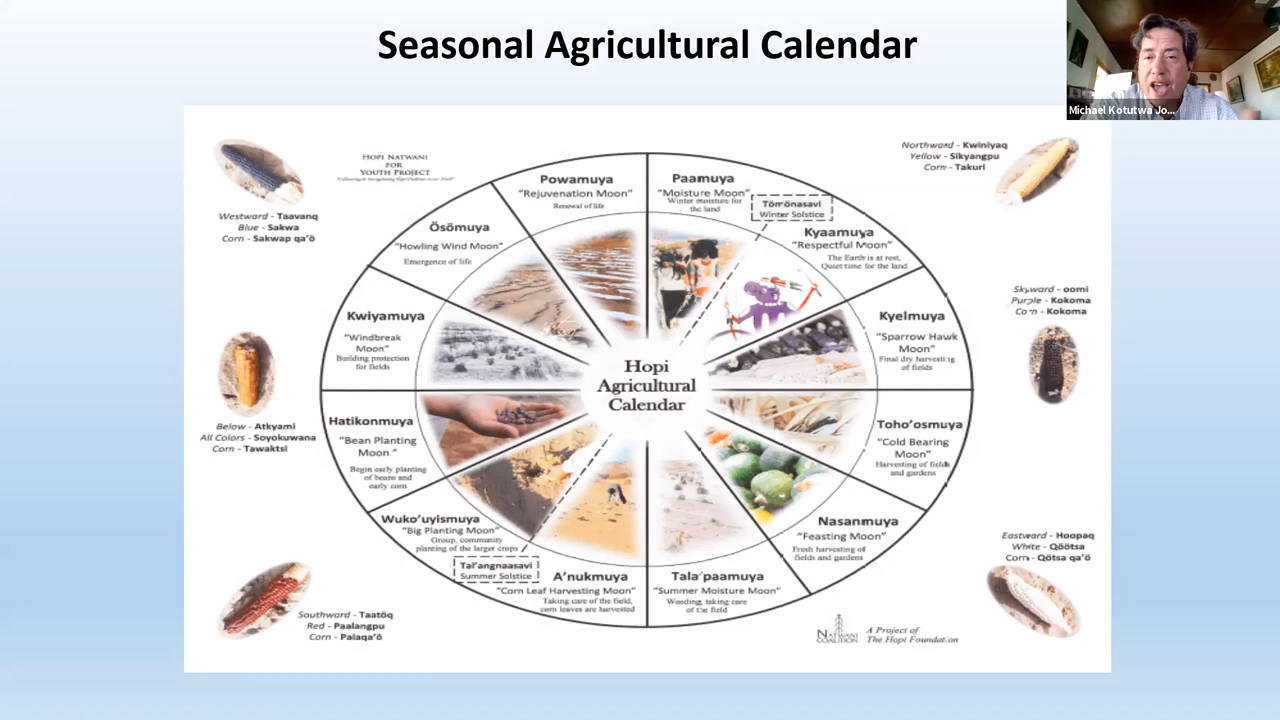 Seasonal Agricultural Calendar
Michael Kotutwa Jo...
HOPI NATWANI
FOR
YOUTH PROJECT
Westward - Taavanq
Blue - Sakwa
Corn - Sakwap qa'ö
Northward - Kwiniyaq
Yellow - Sikyangpu
Corn - Takuri
Powamuya
"Rejuvenation Moon"
Renewal of life
Paamuya
"Moisture Moon"
Winter moisture for
the land
Tömönasavi
Winter Solstice
Kyaamuya
"Respectful Moon"
The Earth is at rest,
Quiet time for the land
Ösömuya
"Howling Wind Moon"
Emergence of life
Skyward - oomi
Purple - Kokoma
Corn - Kokoma
Kwiyamuya
"Windbreak
Moon"
Building protection
for fields
Kyelmuya
"Sparrow Hawk
Moon"
Final dry harvesting
of fields
Hopi
Agricultural
Calendar
Below - Atkyami
All Colors - Soyokuwana
Corn - Tawaktsi
Hatikonmuya
"Bean Planting
Moon"
Begin early planting
of beans and
early corn
Toho'osmuya
"Cold Bearing
Moon"
Harvesting of fields
and gardens
Wuko'uyismuya
"Big Planting Moon"
Group, community
planting of the larger crops
Tal'angnaasavi
Summer Solstice
Nasanmuya
"Feasting Moon"
Fresh harvesting of
fields and gardens
Eastward - Hoopaq
White - Qöötsa
Corn - Qötsa qa'ö
A'nukmuya
"Corn Leaf Harvesting Moon"
Taking care of the field,
corn leaves are harvested
Tala'paamuya
"Summer Moisture Moon"
Weeding, taking care
of the field
Southward - Taatöq
Red - Paalangpu
Corn - Palaqa'ö
NATWANI
COALITION
A Project of
The Hopi Foundation